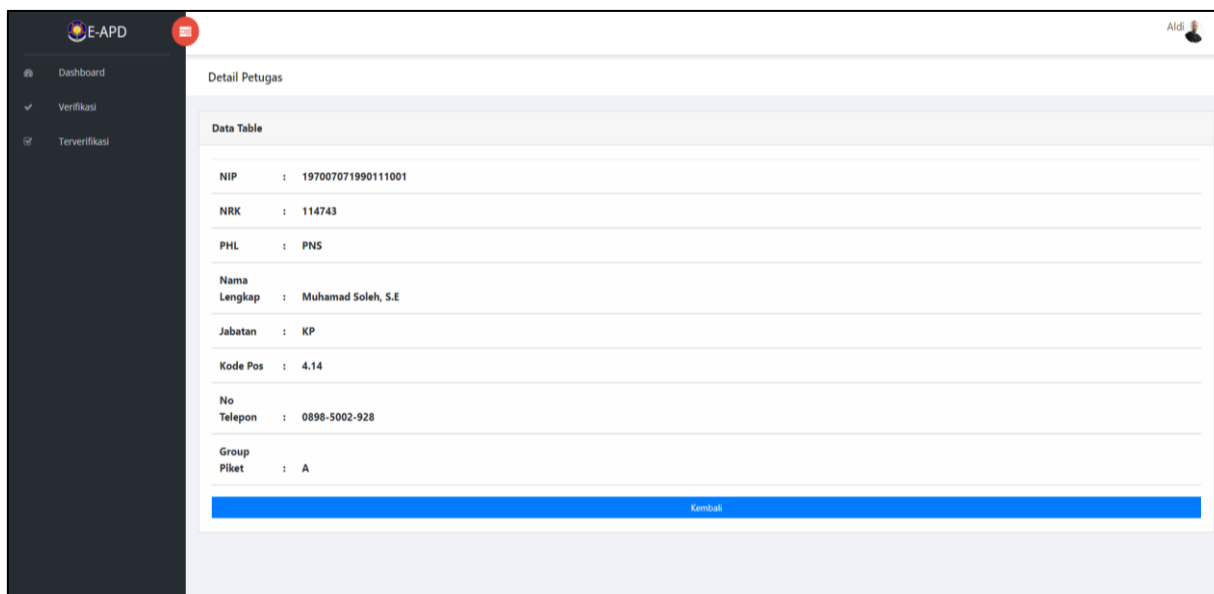 E-APD
Aldi
Dashboard
Verifikasi
Terverifikasi
Detail Petugas
Data Table
NIP : 197007071990111001
NRK : 114743
PHL : PNS
Nama
Lengkap : Muhamad Soleh, S.E
Jabatan : KP
Kode Pos : 4.14
No
Telepon : 0898-5002-928
Group
Piket : A
Kembali